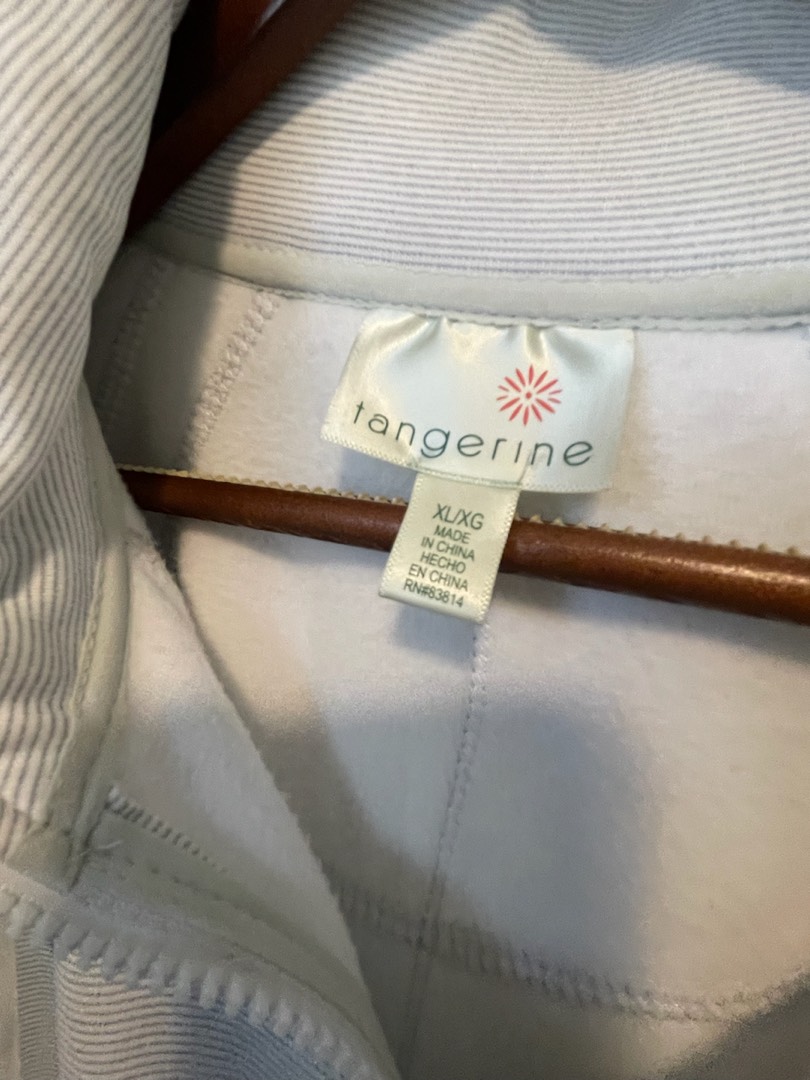 tangerine
XL/XG
MADE
IN CHINA
HECHO
EN CHINA
RN#83814